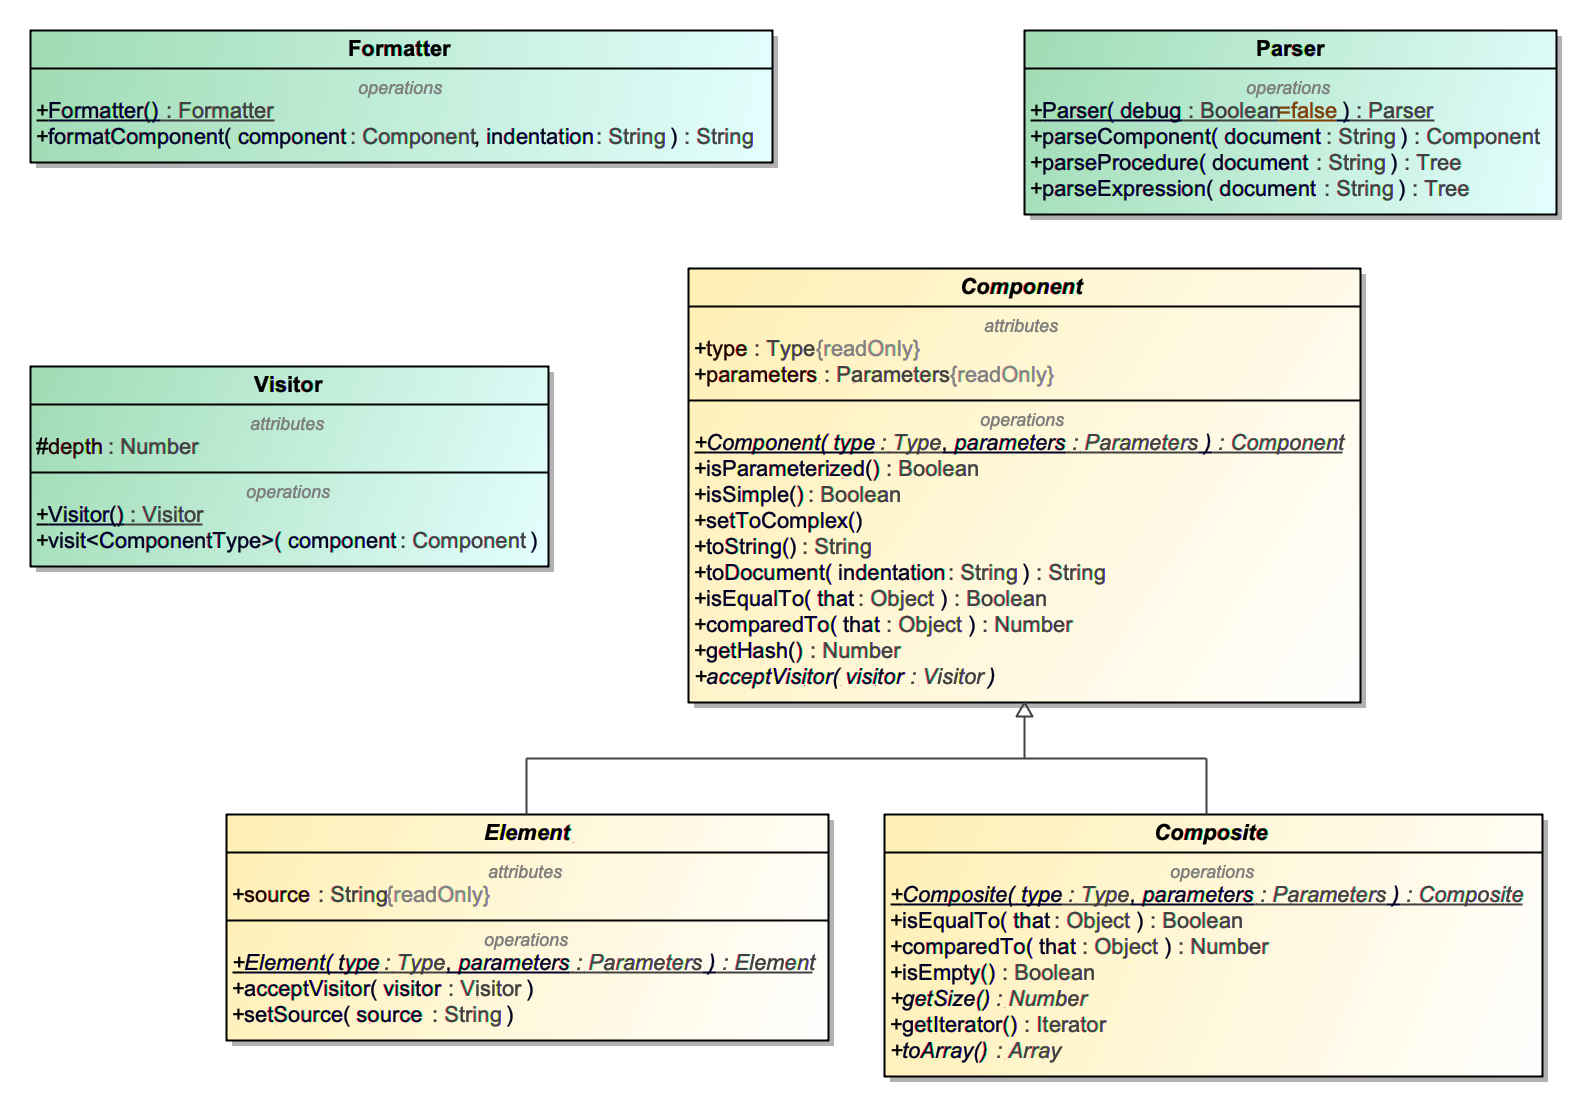 Formatter
operations
+Formatter() : Formatter
+formatComponent( component : Component, indentation : String ) : String
Parser
operations
+Parser( debug : Boolean=false ) : Parser
+parseComponent( document : String ) : Component
+parseProcedure( document : String ) : Tree
+parseExpression( document : String ) : Tree
Component
attributes
+type : Type{readOnly}
+parameters : Parameters{readOnly}
operations
+Component( type : Type, parameters : Parameters ) : Component
+isParameterized() : Boolean
+isSimple() : Boolean
+setToComplex()
+toString() : String
+toDocument( indentation : String ) : String
+isEqualTo( that : Object ) : Boolean
+comparedTo( that : Object ) : Number
+getHash() : Number
+acceptVisitor( visitor : Visitor )
Visitor
attributes
#depth : Number
operations
+Visitor() : Visitor
+visit<ComponentType>( component : Component )
Element
attributes
+source : String{readOnly}
operations
+Element( type : Type, parameters : Parameters ) : Element
+acceptVisitor( visitor : Visitor )
+setSource( source : String )
Composite
operations
+Composite( type : Type, parameters : Parameters ) : Composite
+isEqualTo( that : Object ) : Boolean
+comparedTo( that : Object ) : Number
+isEmpty() : Boolean
+getSize() : Number
+getIterator() : Iterator
+toArray() : Array